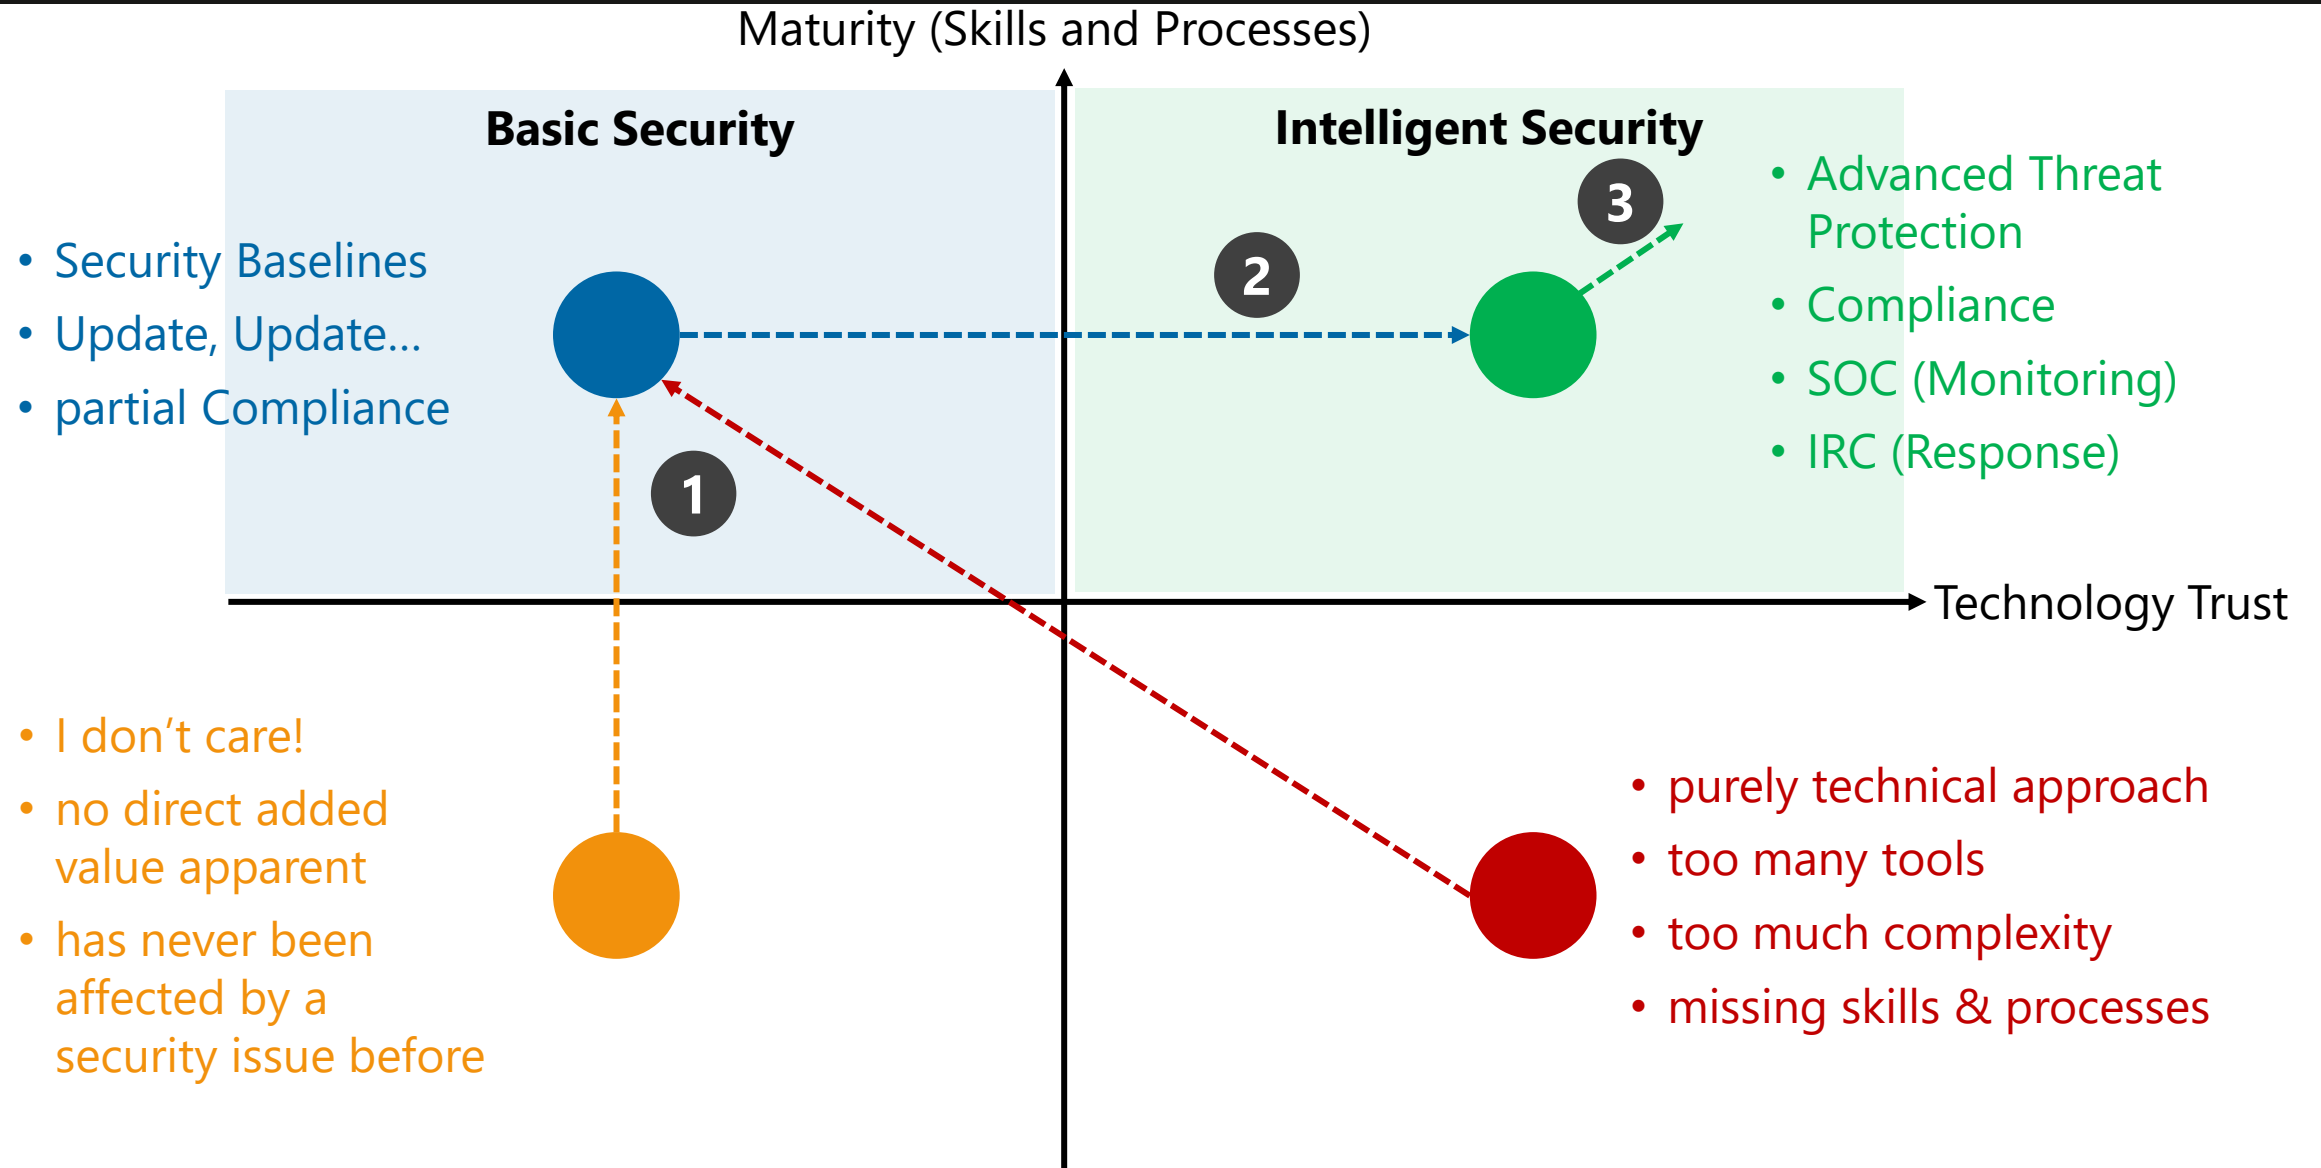 Maturity (Skills and Processes)
Basic Security
Intelligent Security
• Security Baselines
• Update, Update...
• partial Compliance
1
2
3
• Advanced Threat
Protection
• Compliance
• SOC (Monitoring)
• IRC (Response)
Technology Trust
• I don’t care!
• no direct added
value apparent
• has never been
affected by a
security issue before
• purely technical approach
• too many tools
• too much complexity
• missing skills & processes